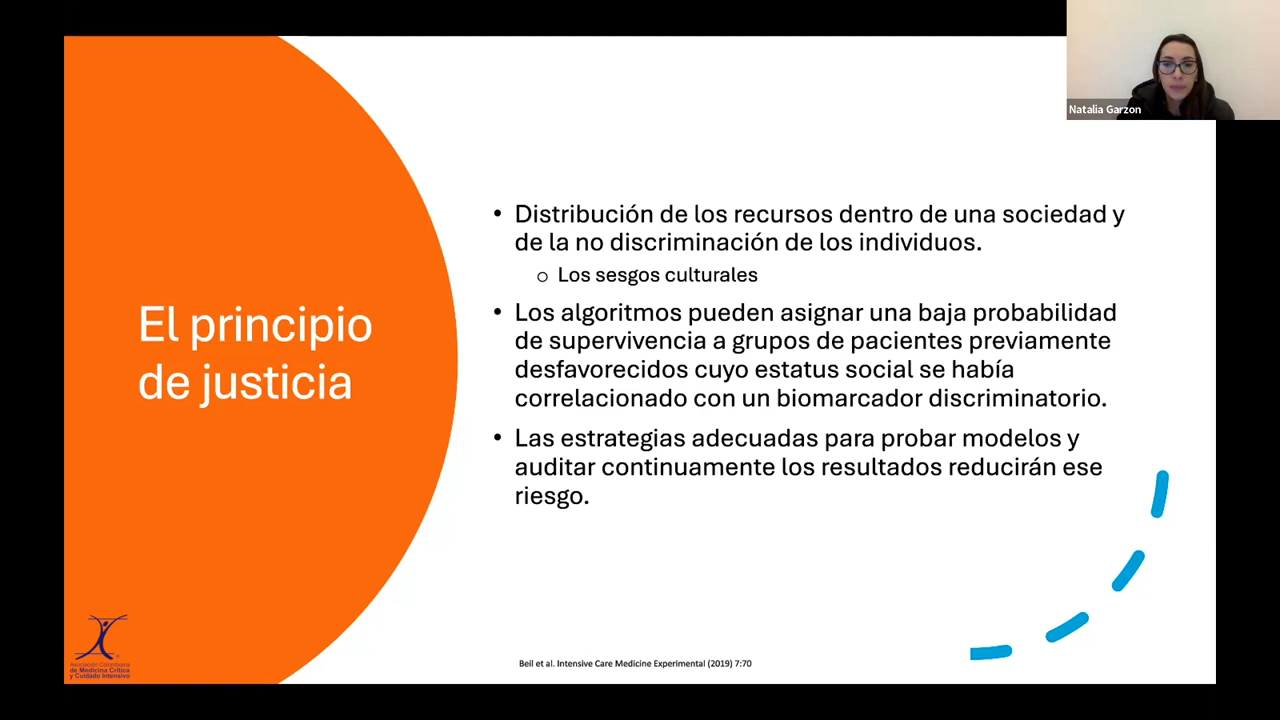 Natalia Garzon
El principio
de justicia
• Distribución de los recursos dentro de una sociedad y
de la no discriminación de los individuos.
o Los sesgos culturales
• Los algoritmos pueden asignar una baja probabilidad
de supervivencia a grupos de pacientes previamente
desfavorecidos cuyo estatus social se había
correlacionado con un biomarcador discriminatorio.
• Las estrategias adecuadas para probar modelos y
auditar continuamente los resultados reducirán ese
riesgo.
Asociación Colombiana
de Medicina Crítica
y Cuidado Intensivo
Beil et al. Intensive Care Medicine Experimental (2019) 7:70